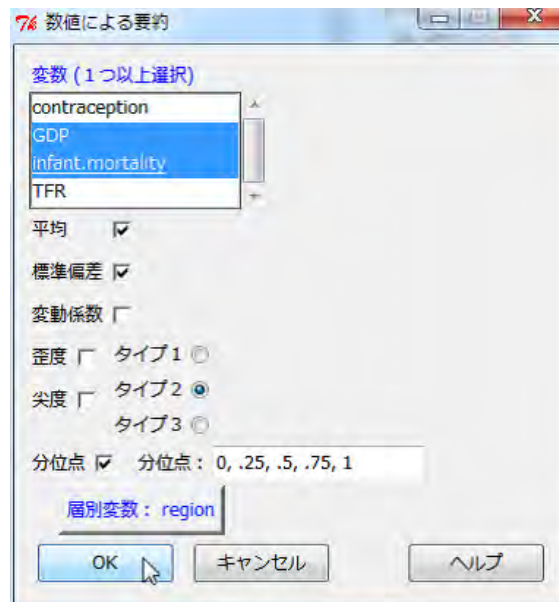 数値による要約
変数 (1つ以上選択)
contraception
GDP
infant.mortality
TFR
平均
標準偏差
変動係数
歪度 タイプ1
尖度 タイプ2
タイプ3
分位点 分位点： 0, .25, .5, .75, 1
層別変数： region
OK キャンセル ヘルプ